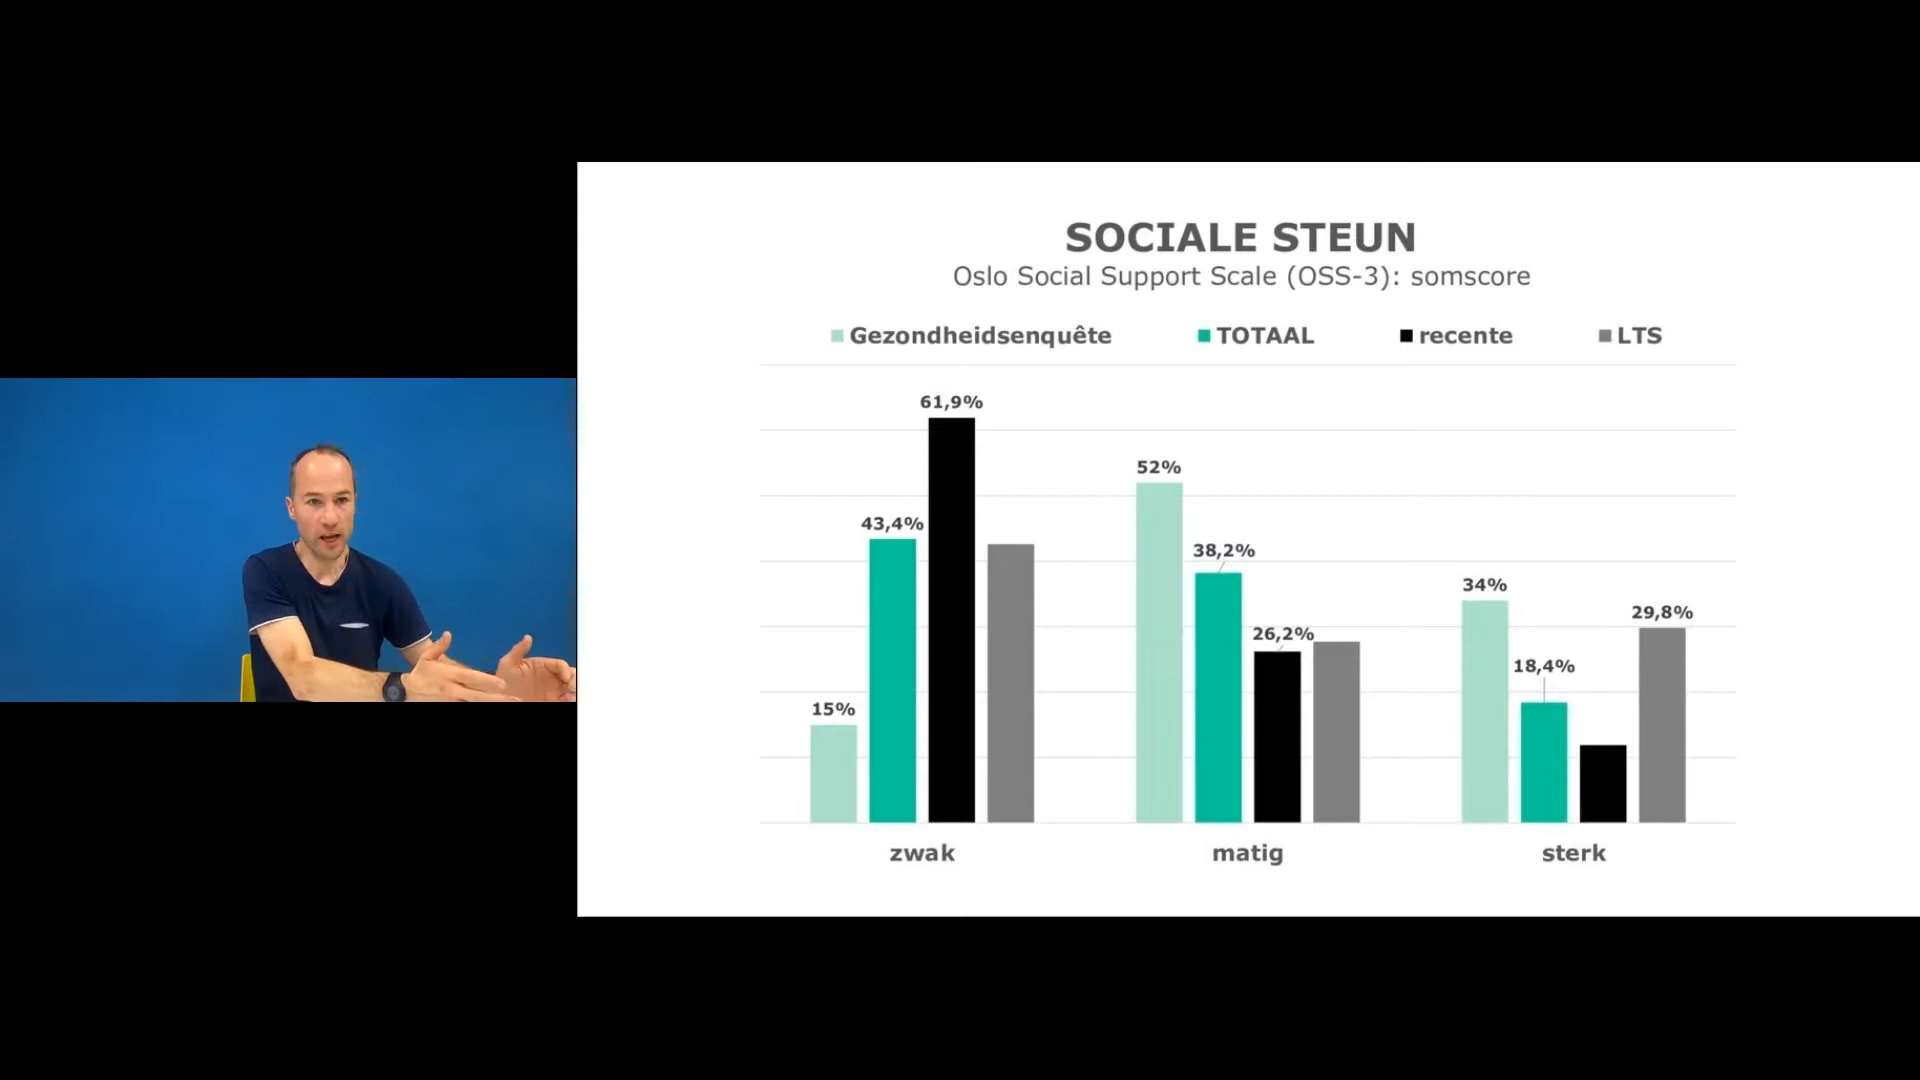 SOCIALE STEUN
Oslo Social Support Scale (OSS-3): somscore
Gezondheidsenquête TOTAAL recente LTS
61,9%
43,4%
15%
52%
38,2%
26,2%
34%
18,4%
29,8%
zwak matig sterk